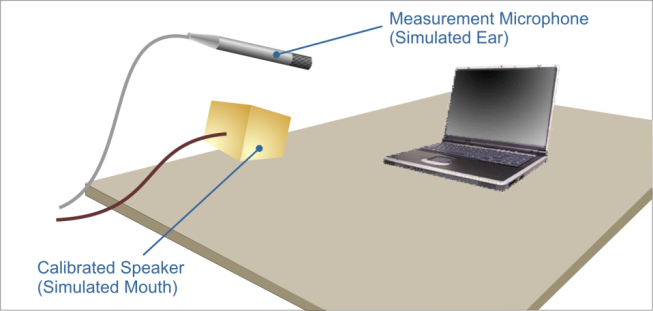 Measurement Microphone
(Simulated Ear)
Calibrated Speaker
(Simulated Mouth)